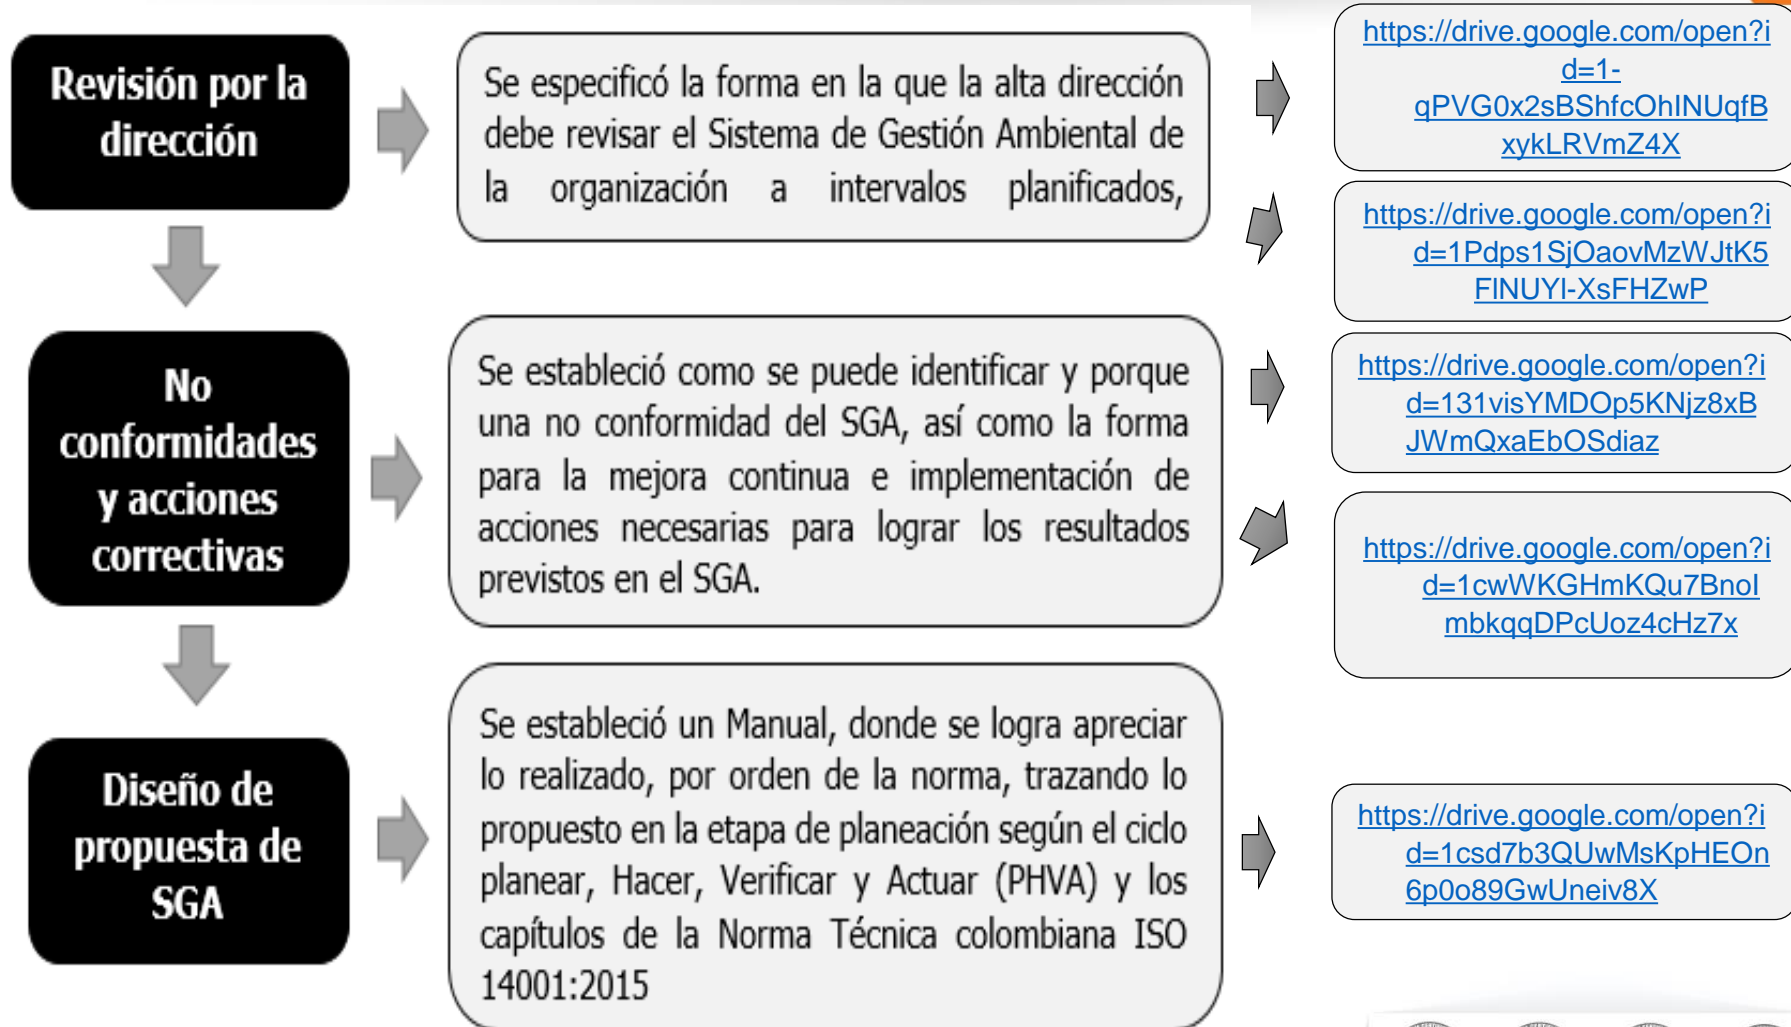 Revisión por la
dirección
Se especificó la forma en la que la alta dirección
debe revisar el Sistema de Gestión Ambiental de
la organización a intervalos planificados,
https://drive.google.com/open?i
d=1-
qPVG0x2sBShfcOhINUqfB
xykLRVmZ4X
https://drive.google.com/open?i
d=1Pdps1SjOaovMzWJtK5
FlNUYl-XsFHZwP
No
conformidades
y acciones
correctivas
Se estableció como se puede identificar y porque
una no conformidad del SGA, así como la forma
para la mejora continua e implementación de
acciones necesarias para lograr los resultados
previstos en el SGA.
https://drive.google.com/open?i
d=131visYMDOp5KNjz8xB
JWmQxaEbOSdiaz
https://drive.google.com/open?i
d=1cwWKGHmKQu7BnoI
mbkqqDPcUoz4cHz7x
Diseño de
propuesta de
SGA
Se estableció un Manual, donde se logra apreciar
lo realizado, por orden de la norma, trazando lo
propuesto en la etapa de planeación según el ciclo
planear, Hacer, Verificar y Actuar (PHVA) y los
capítulos de la Norma Técnica colombiana ISO
14001:2015
https://drive.google.com/open?i
d=1csd7b3QUwMsKpHEOn
6p0o89GwUneiv8X